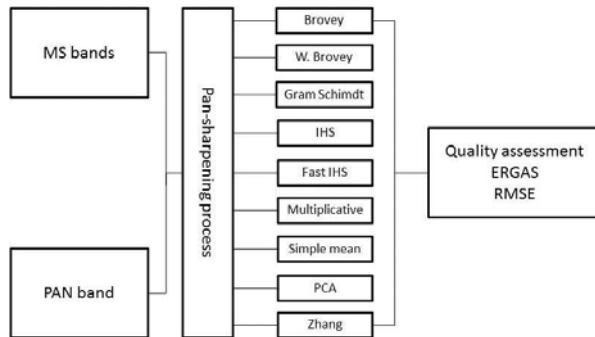 MS bands
PAN band
Pan-sharpening process
Brovey
W. Brovey
Gram Schimdt
IHS
Fast IHS
Multiplicative
Simple mean
PCA
Zhang
Quality assessment
ERGAS
RMSE